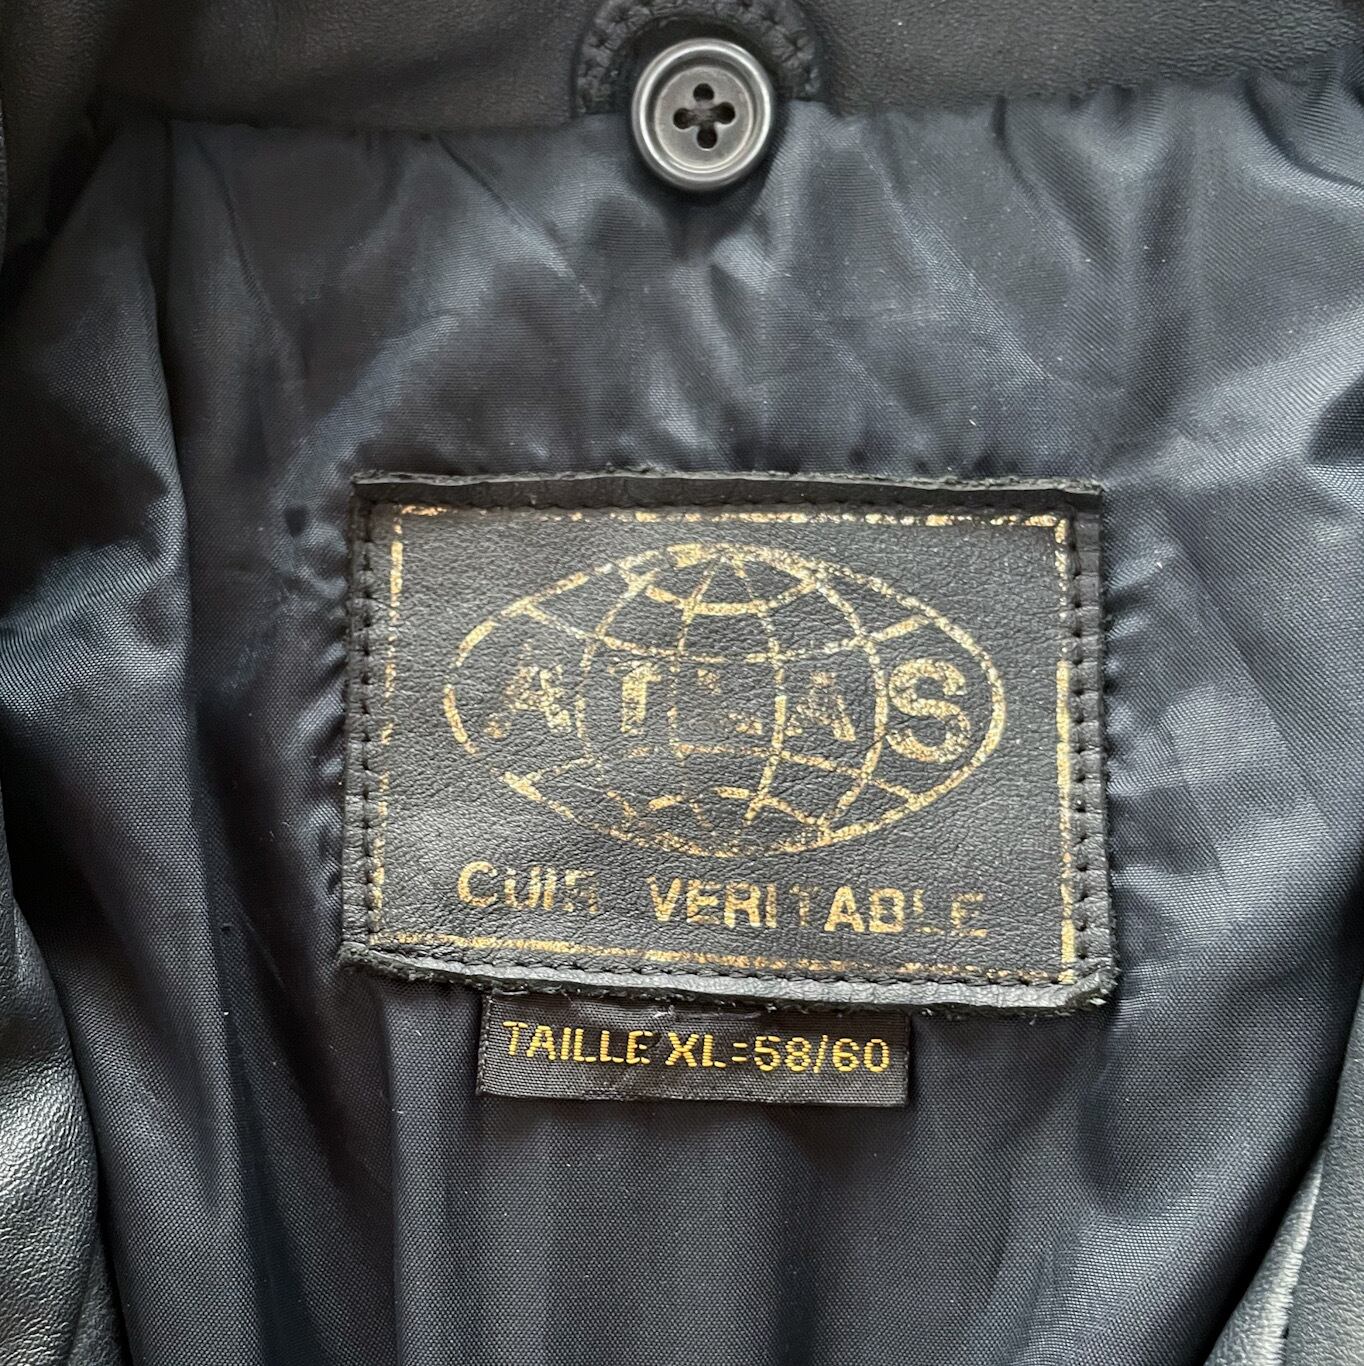 ATLAS
CUIR VERITABLE
TAILLE XL=58/60